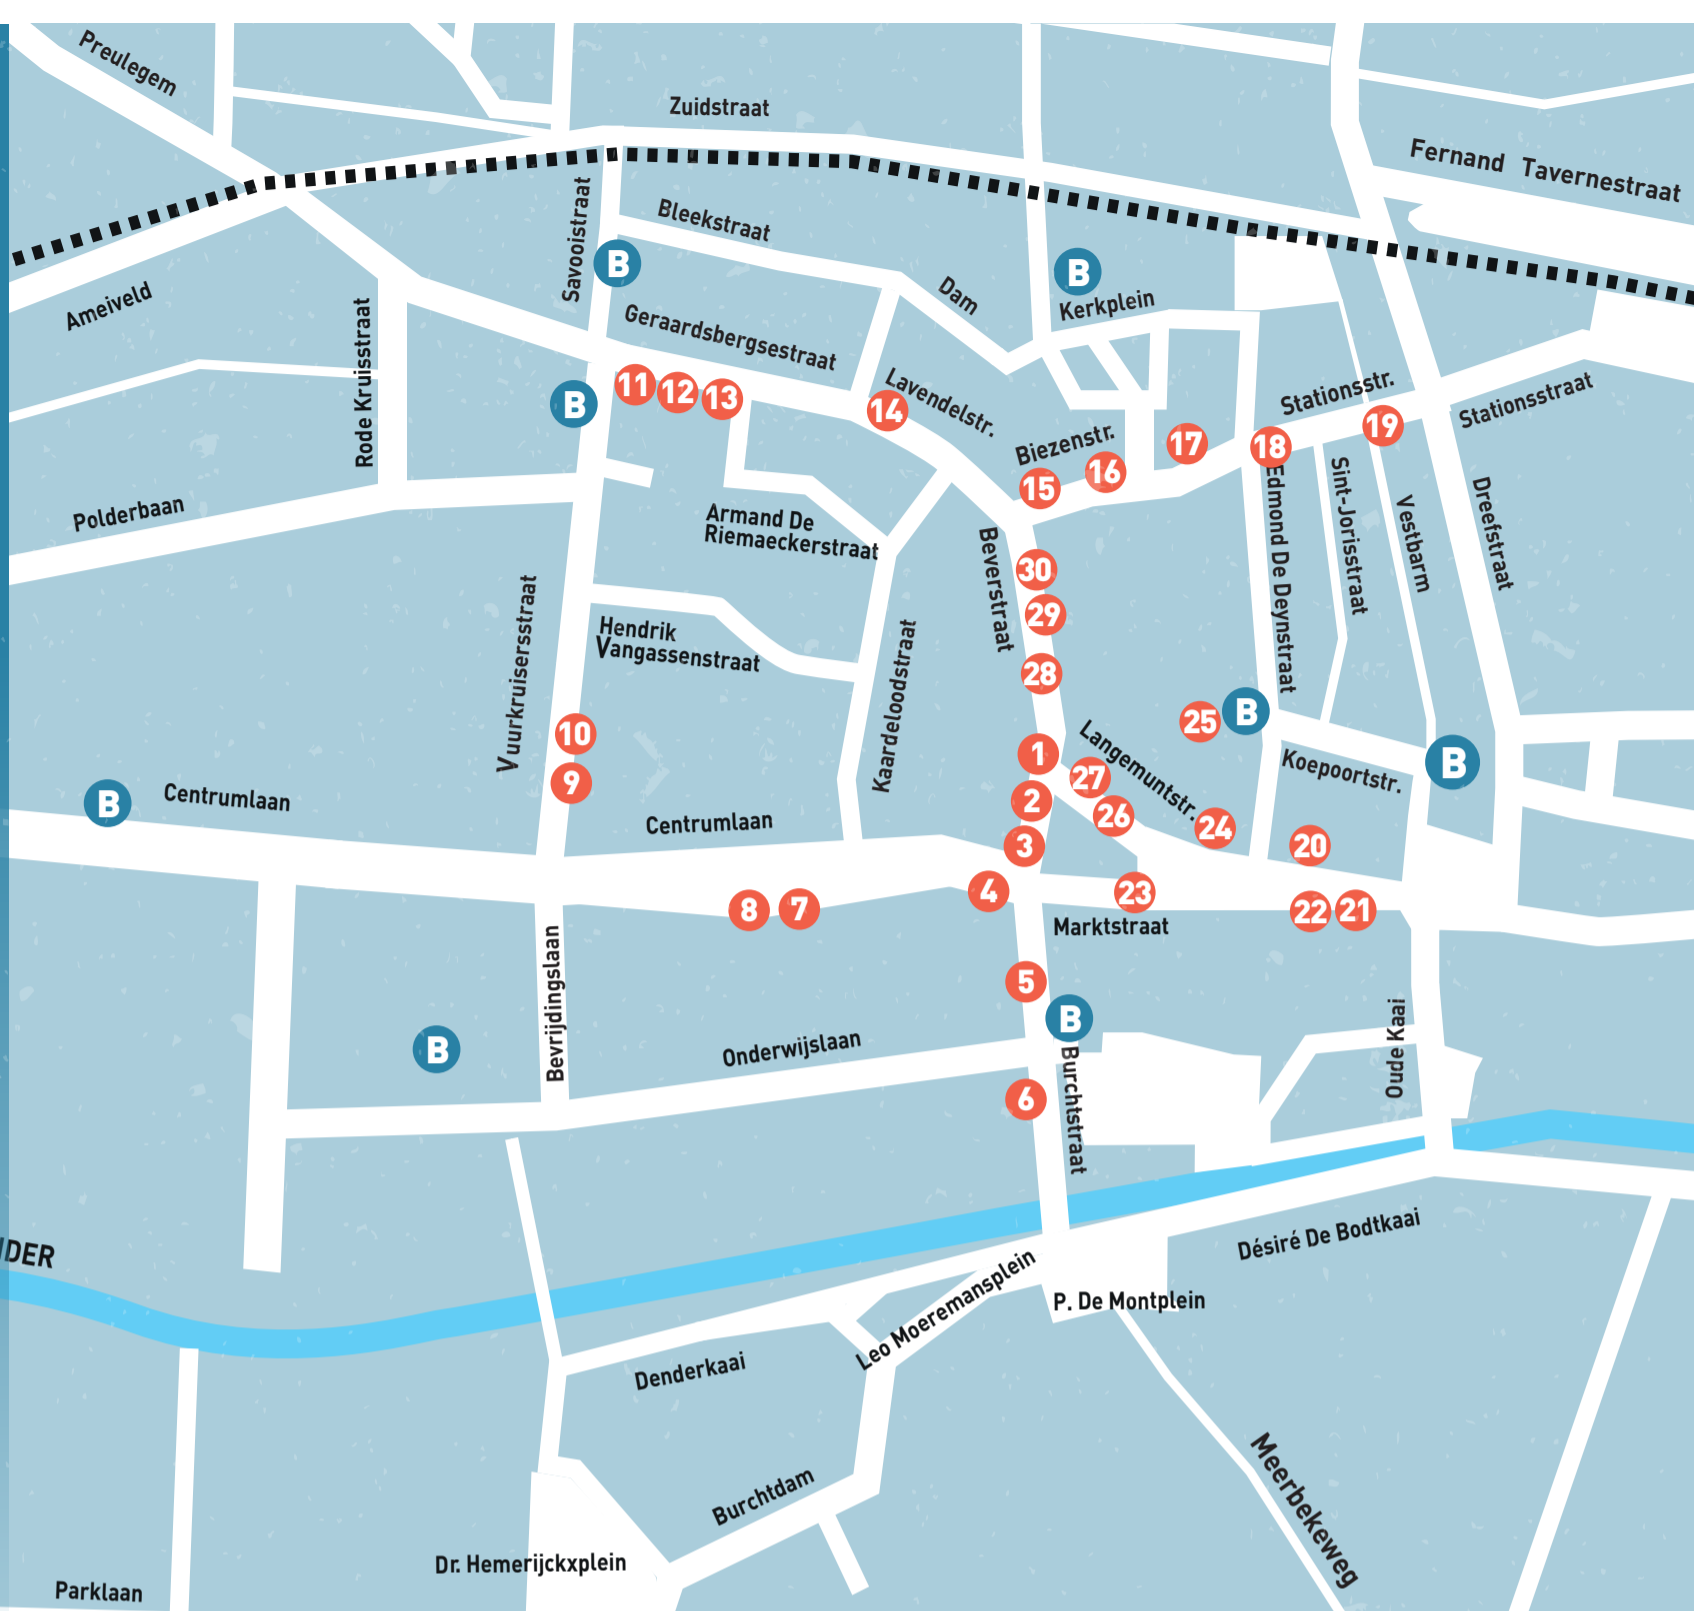 Preulegem
Zuidstraat
Fernand Tavernestraat
Savooistraat
Bleekstraat
B
B
Dam
Kerkplein
Ameiveld
Rode Kruisstraat
Geraardsbergsestraat
11
12
13
B
14
Lavendelstr.
Stationsstr.
19
Stationsstraat
Biezenstr.
17
18
16
15
Polderbaan
Armand De
Riemaeckerstraat
Beverstraat
30
29
28
Edmond De Deynstraat
Sint-Jorisstraat
Vestbarm
Dreefstraat
Vuurkruisersstraat
Hendrik
Vangassenstraat
Kaardeloodstraat
10
9
25
B
1
27
Langemuntstr.
Koepoortstr.
B
B
Centrumlaan
Centrumlaan
2
26
24
3
20
4
23
8
7
22
21
Marktstraat
Bevrijdingslaan
5
B
B
Onderwijslaan
Burchtstraat
Oude Kaai
6
DER
Désiré De Bodtkaai
Leo Moeremansplein
P. De Montplein
Denderkaai
Burchtdam
Meerbekeweg
Dr. Hemerijckxplein
Parklaan